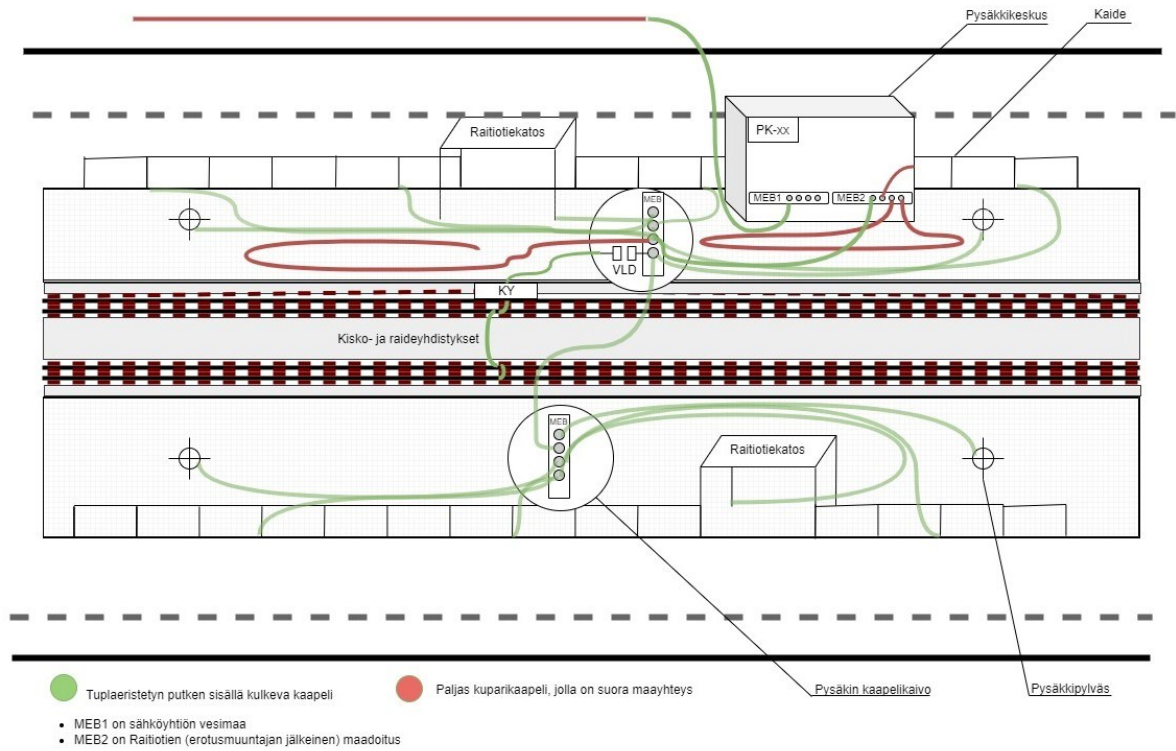 Pysäkkikeskus
Kaide
Raitiotiekatos
PK-xx
MEB1
MEB2
MEB
VLD
KY
Kisko- ja raideyhdistykset
MEB
Raitiotiekatos
Tuplaeristetyn putken sisällä kulkeva kaapeli
Paljas kuparikaapeli, jolla on suora maayhteys
Pysäkin kaapelikaivo
Pysäkkipylväs
• MEB1 on sähköyhtiön vesimaa
• MEB2 on Raitiotien (erotusmuuntajan jälkeinen) maadoitus